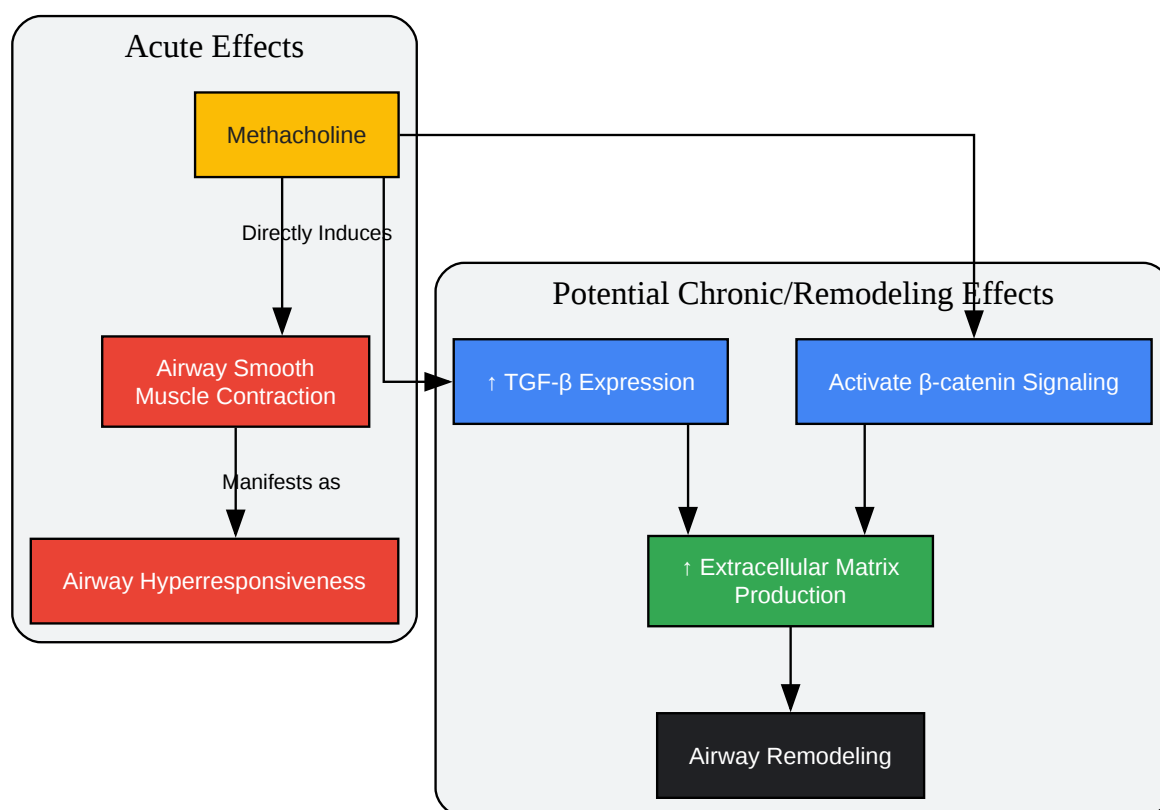 Acute Effects
Methacholine
Directly Induces
Airway Smooth
Muscle Contraction
Manifests as
Airway Hyperresponsiveness
Potential Chronic/Remodeling Effects
↑ TGF-β Expression
Activate β-catenin Signaling
↑ Extracellular Matrix
Production
Airway Remodeling